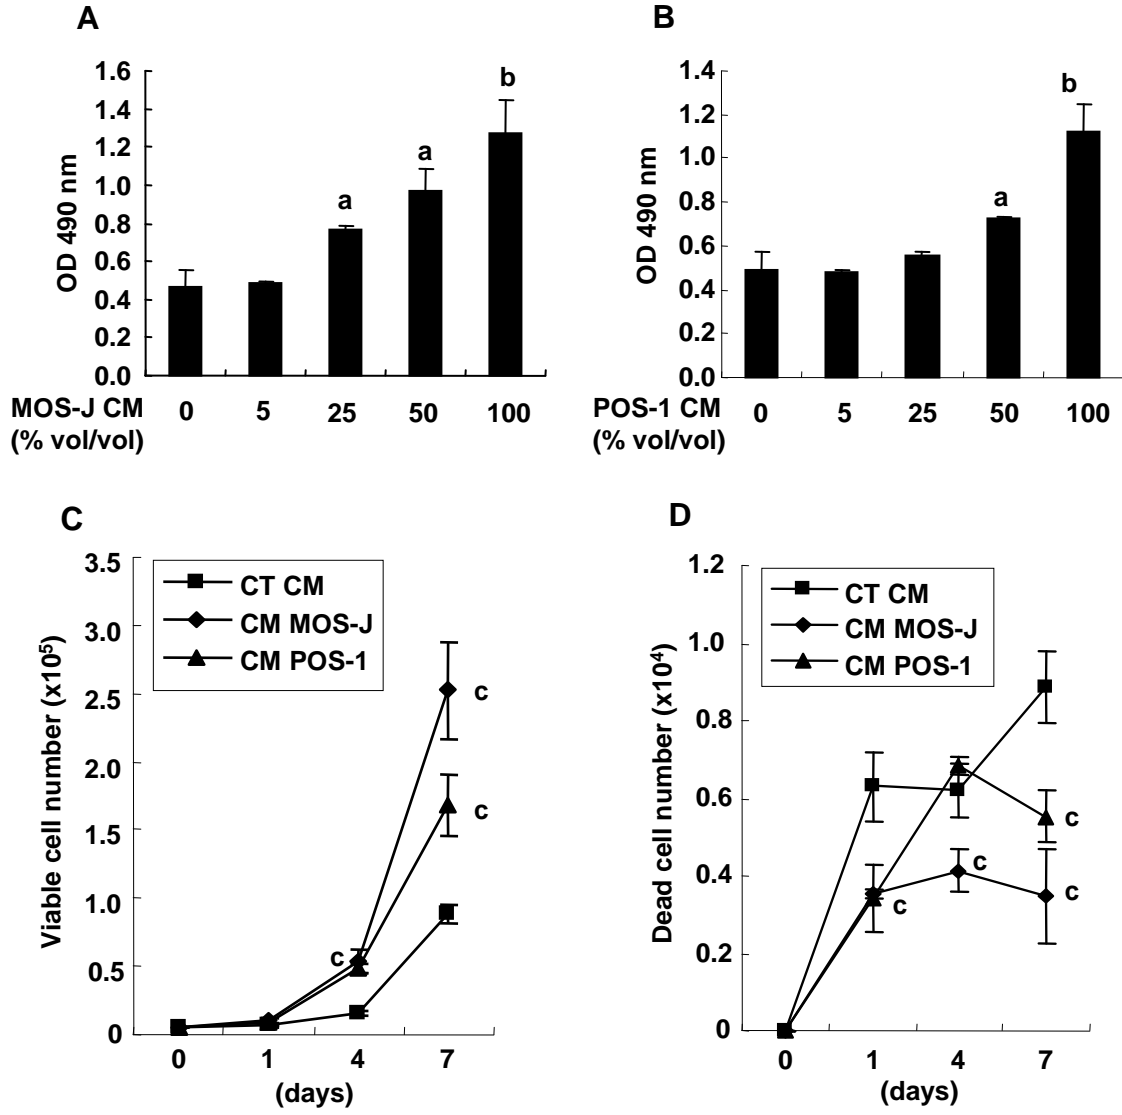 A
1.6
1.4
1.2
1.0
0.8
0.6
0.4
0.2
0.0
OD 490 nm
a
a
b
MOS-J CM 0 5 25 50 100
(% vol/vol)
B
1.4
1.2
1.0
0.8
0.6
0.4
0.2
0.0
OD 490 nm
a
b
POS-1 CM 0 5 25 50 100
(% vol/vol)
C
3.5
3.0
2.5
2.0
1.5
1.0
0.5
0
Viable cell number (x10⁵)
CT CM
CM MOS-J
CM POS-1
c
c
c
0 1 4 7
(days)
D
1.2
1.0
0.8
0.6
0.4
0.2
0
Dead cell number (x10⁴)
CT CM
CM MOS-J
CM POS-1
c
c
c
c
0 1 4 7
(days)